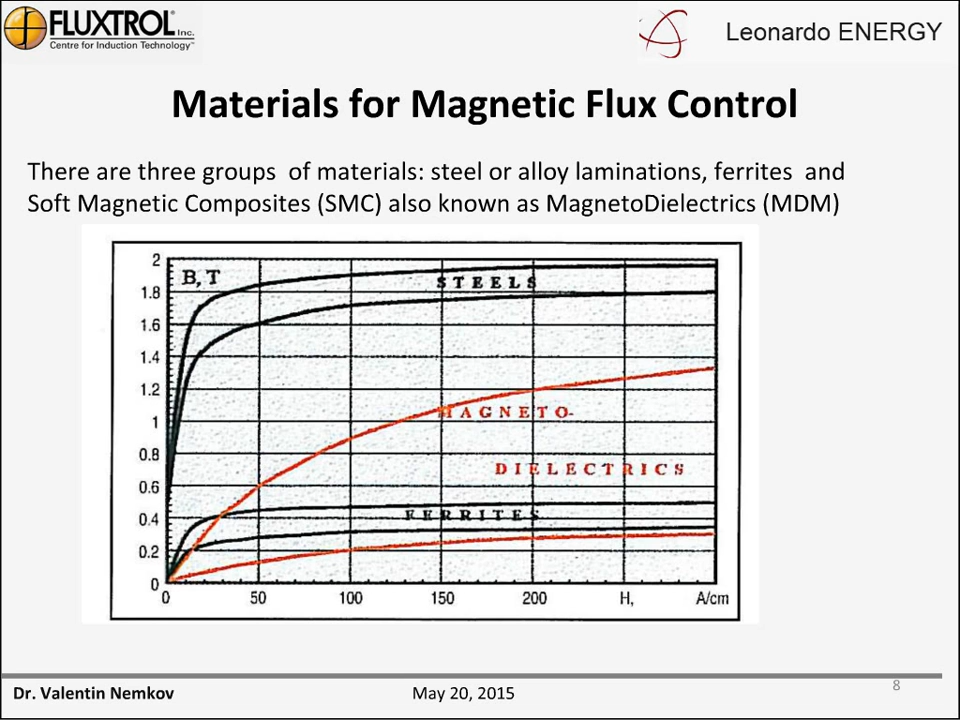 FLUXTROL Inc.
Centre for Induction Technology™
Leonardo ENERGY
Materials for Magnetic Flux Control
There are three groups of materials: steel or alloy laminations, ferrites and
Soft Magnetic Composites (SMC) also known as MagnetoDielectrics (MDM)
2
B, T
STEELS
1.8
1.6
1.4
1.2
MAGNETO-
1
0.8
DIELECTRICS
0.6
FERRITES
0.4
0.2
0
0 50 100 150 200 H, A/cm
Dr. Valentin Nemkov May 20, 2015 8